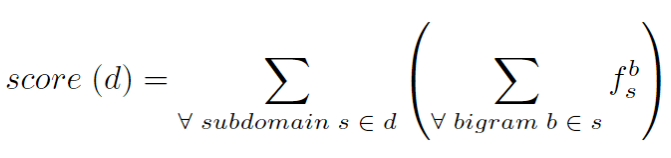 score (d) = ∑ ( ∑ f_s^b )
∀ subdomain s ∈ d ∀ bigram b ∈ s